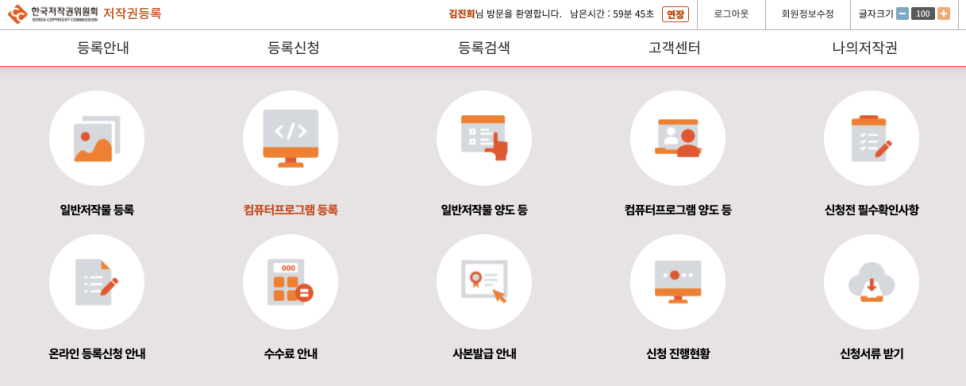 한국저작권위원회 저작권등록
KOREA COPYRIGHT COMMISSION
김진희님 방문을 환영합니다. 남은시간 : 59분 45초 연장 로그아웃 회원정보수정 글자크기 - 100 +
등록안내 등록신청 등록검색 고객센터 나의저작권
</>
일반저작물 등록 컴퓨터프로그램 등록 일반저작물 양도 등 컴퓨터프로그램 양도 등 신청전 필수확인사항
000
온라인 등록신청 안내 수수료 안내 사본발급 안내 신청 진행현황 신청서류 받기